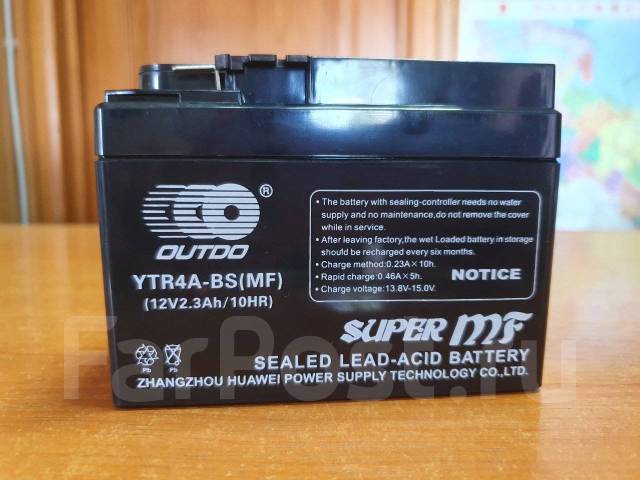 ®
OUTDO
YTR4A-BS(MF)
(12V2.3Ah/10HR)
• The battery with sealing-controller needs no water
supply and no maintenance,do not remove the cover
while in service.
• After leaving factory,the wet Loaded battery in storage
should be recharged every six months.
• Charge method:0.23A×10h.
• Rapid charge:0.46A×5h.
• Charge voltage:13.8V-15.0V.
NOTICE
SUPER MF
Pb Pb
SEALED LEAD-ACID BATTERY
ZHANGZHOU HUAWEI POWER SUPPLY TECHNOLOGY CO.,LTD.
FarPost.ru